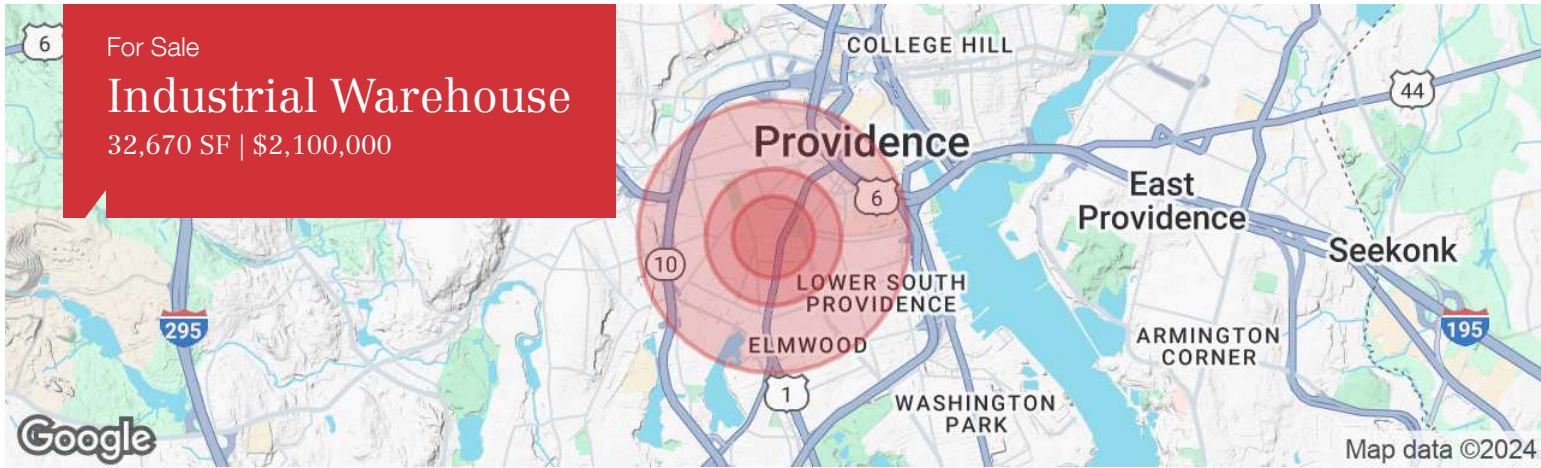 For Sale
Industrial Warehouse
32,670 SF | $2,100,000
6
COLLEGE HILL
44
Providence
6
East
Providence
Seekonk
10
LOWER SOUTH
PROVIDENCE
295
195
ELMWOOD
ARMINGTON
CORNER
1
WASHINGTON
PARK
Google
Map data ©2024